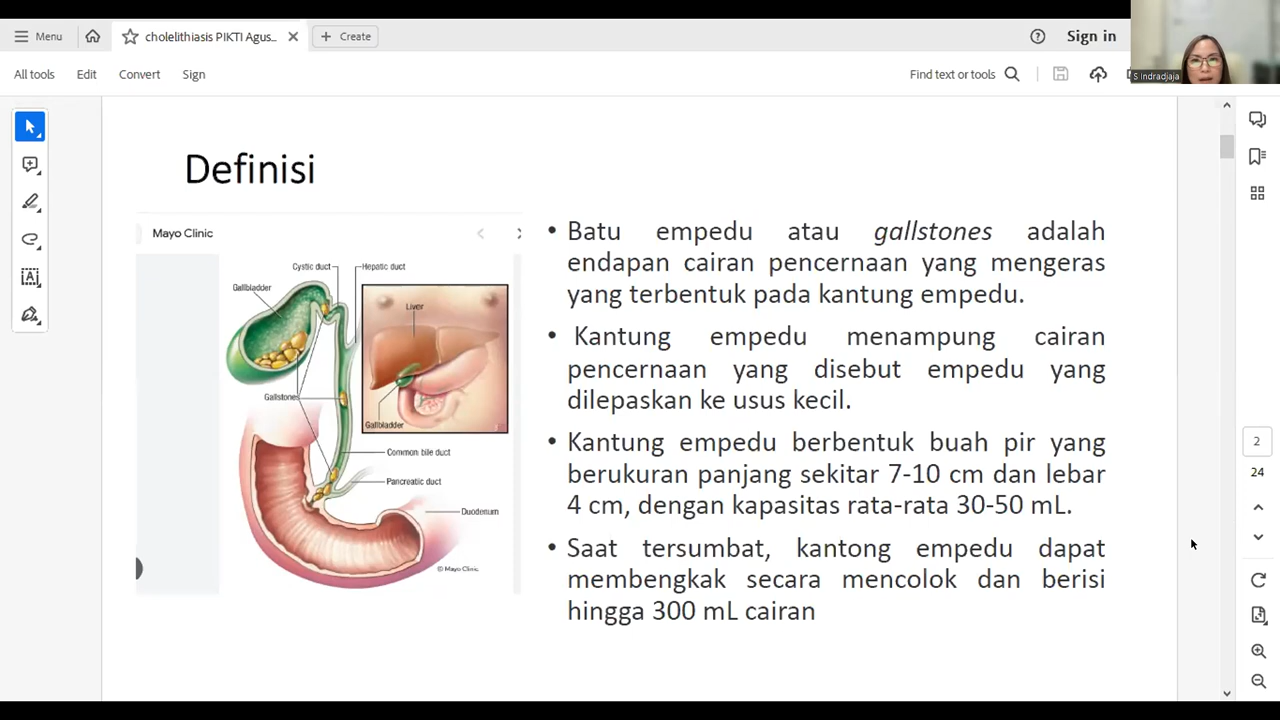 Menu
cholelithiasis PIKTI Agus...
Create
Sign in
S Indradjaja
All tools
Edit
Convert
Sign
Find text or tools
Definisi
Mayo Clinic
Cystic duct
Hepatic duct
Gallbladder
Liver
Gallstones
Gallbladder
Common bile duct
Pancreatic duct
Duodenum
© Mayo Clinic
• Batu empedu atau gallstones adalah
endapan cairan pencernaan yang mengeras
yang terbentuk pada kantung empedu.
• Kantung empedu menampung cairan
pencernaan yang disebut empedu yang
dilepaskan ke usus kecil.
• Kantung empedu berbentuk buah pir yang
berukuran panjang sekitar 7-10 cm dan lebar
4 cm, dengan kapasitas rata-rata 30-50 mL.
• Saat tersumbat, kantong empedu dapat
membengkak secara mencolok dan berisi
hingga 300 mL cairan
2
24